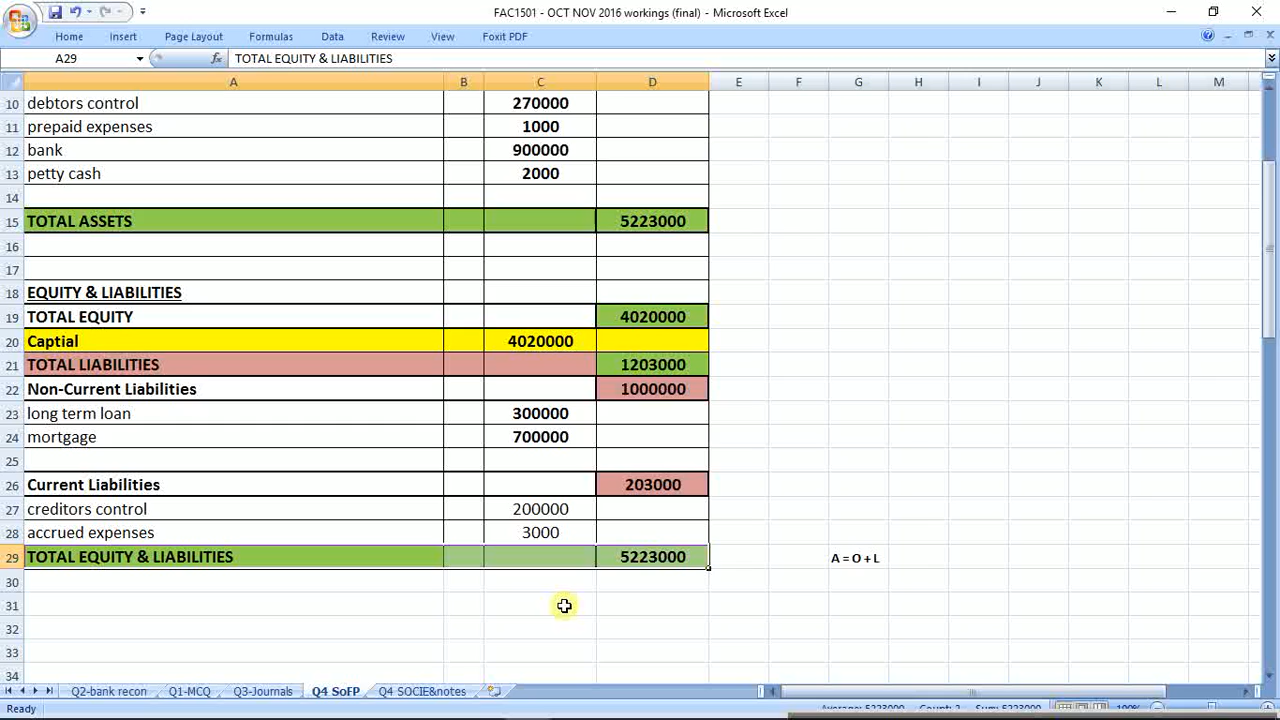 FAC1501 - OCT NOV 2016 workings (final) - Microsoft Excel
Home Insert Page Layout Formulas Data Review View Foxit PDF
A29 fx TOTAL EQUITY & LIABILITIES
A B C D E F G H I J K L M
10 debtors control 270000
11 prepaid expenses 1000
12 bank 900000
13 petty cash 2000
14
15 TOTAL ASSETS 5223000
16
17
18 EQUITY & LIABILITIES
19 TOTAL EQUITY 4020000
20 Captial 4020000
21 TOTAL LIABILITIES 1203000
22 Non-Current Liabilities 1000000
23 long term loan 300000
24 mortgage 700000
25
26 Current Liabilities 203000
27 creditors control 200000
28 accrued expenses 3000
29 TOTAL EQUITY & LIABILITIES 5223000 A = O + L
30
31
32
33
34
Q2-bank recon Q1-MCQ Q3-Journals Q4 SoFP Q4 SOCIE&notes
Ready Average: 5223000 Count: 2 Sum: 5223000 100%